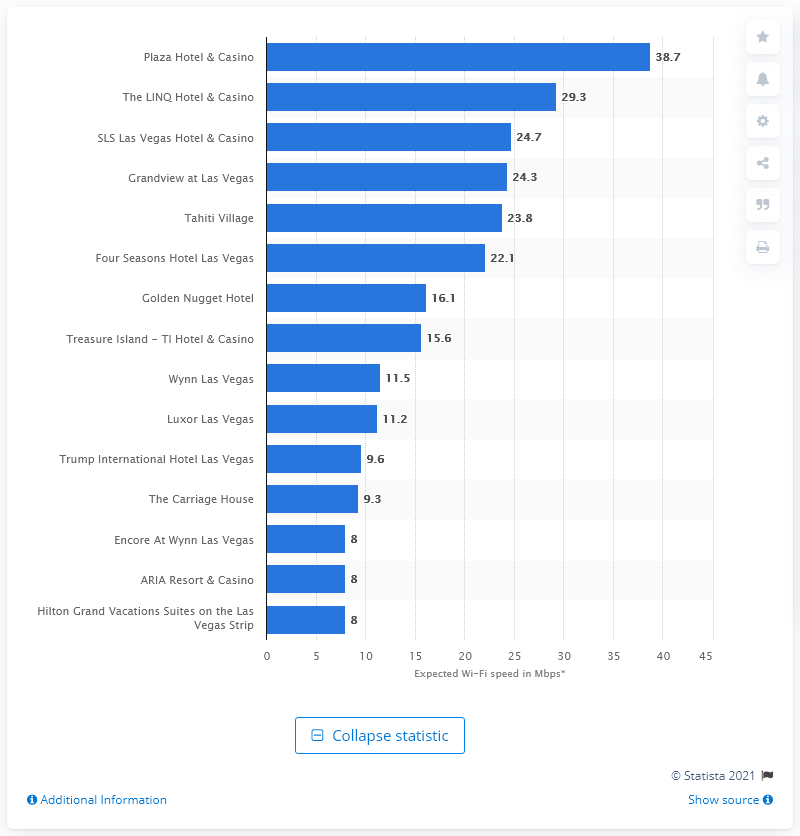 Plaza Hotel & Casino 38.7
The LINQ Hotel & Casino 29.3
SLS Las Vegas Hotel & Casino 24.7
Grandview at Las Vegas 24.3
Tahiti Village 23.8
Four Seasons Hotel Las Vegas 22.1
Golden Nugget Hotel 16.1
Treasure Island – TI Hotel & Casino 15.6
Wynn Las Vegas 11.5
Luxor Las Vegas 11.2
Trump International Hotel Las Vegas 9.6
The Carriage House 9.3
Encore At Wynn Las Vegas 8
ARIA Resort & Casino 8
Hilton Grand Vacations Suites on the Las
Vegas Strip 8
0 5 10 15 20 25 30 35 40 45
Expected Wi-Fi speed in Mbps*
Collapse statistic
© Statista 2021
Additional Information Show source